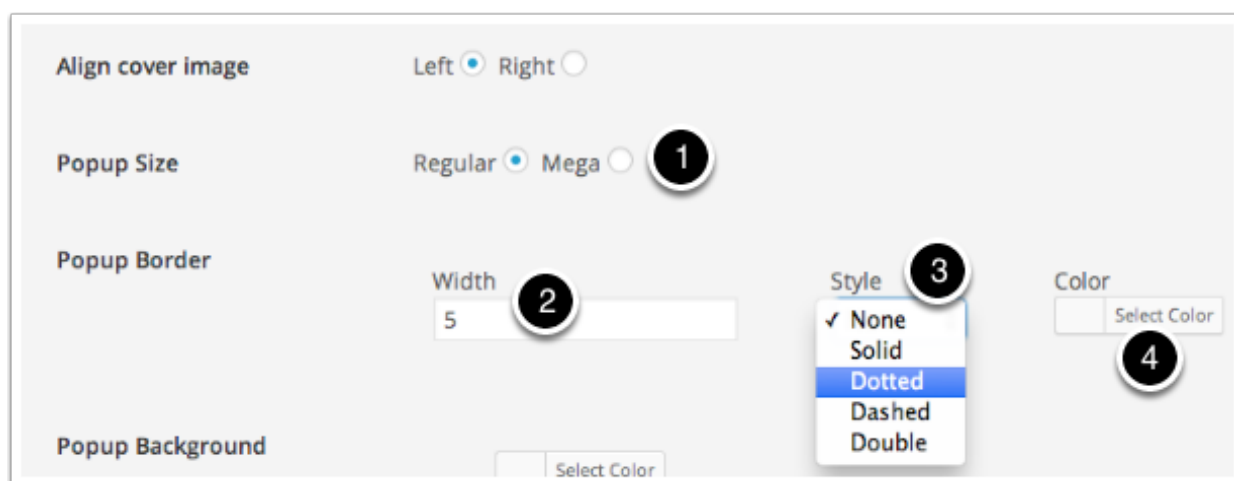 Align cover image Left Right
Popup Size Regular Mega 1
Popup Border
Width 2 Style 3 Color
5 ✓ None Select Color
Solid 4
Dotted
Dashed
Double
Popup Background Select Color